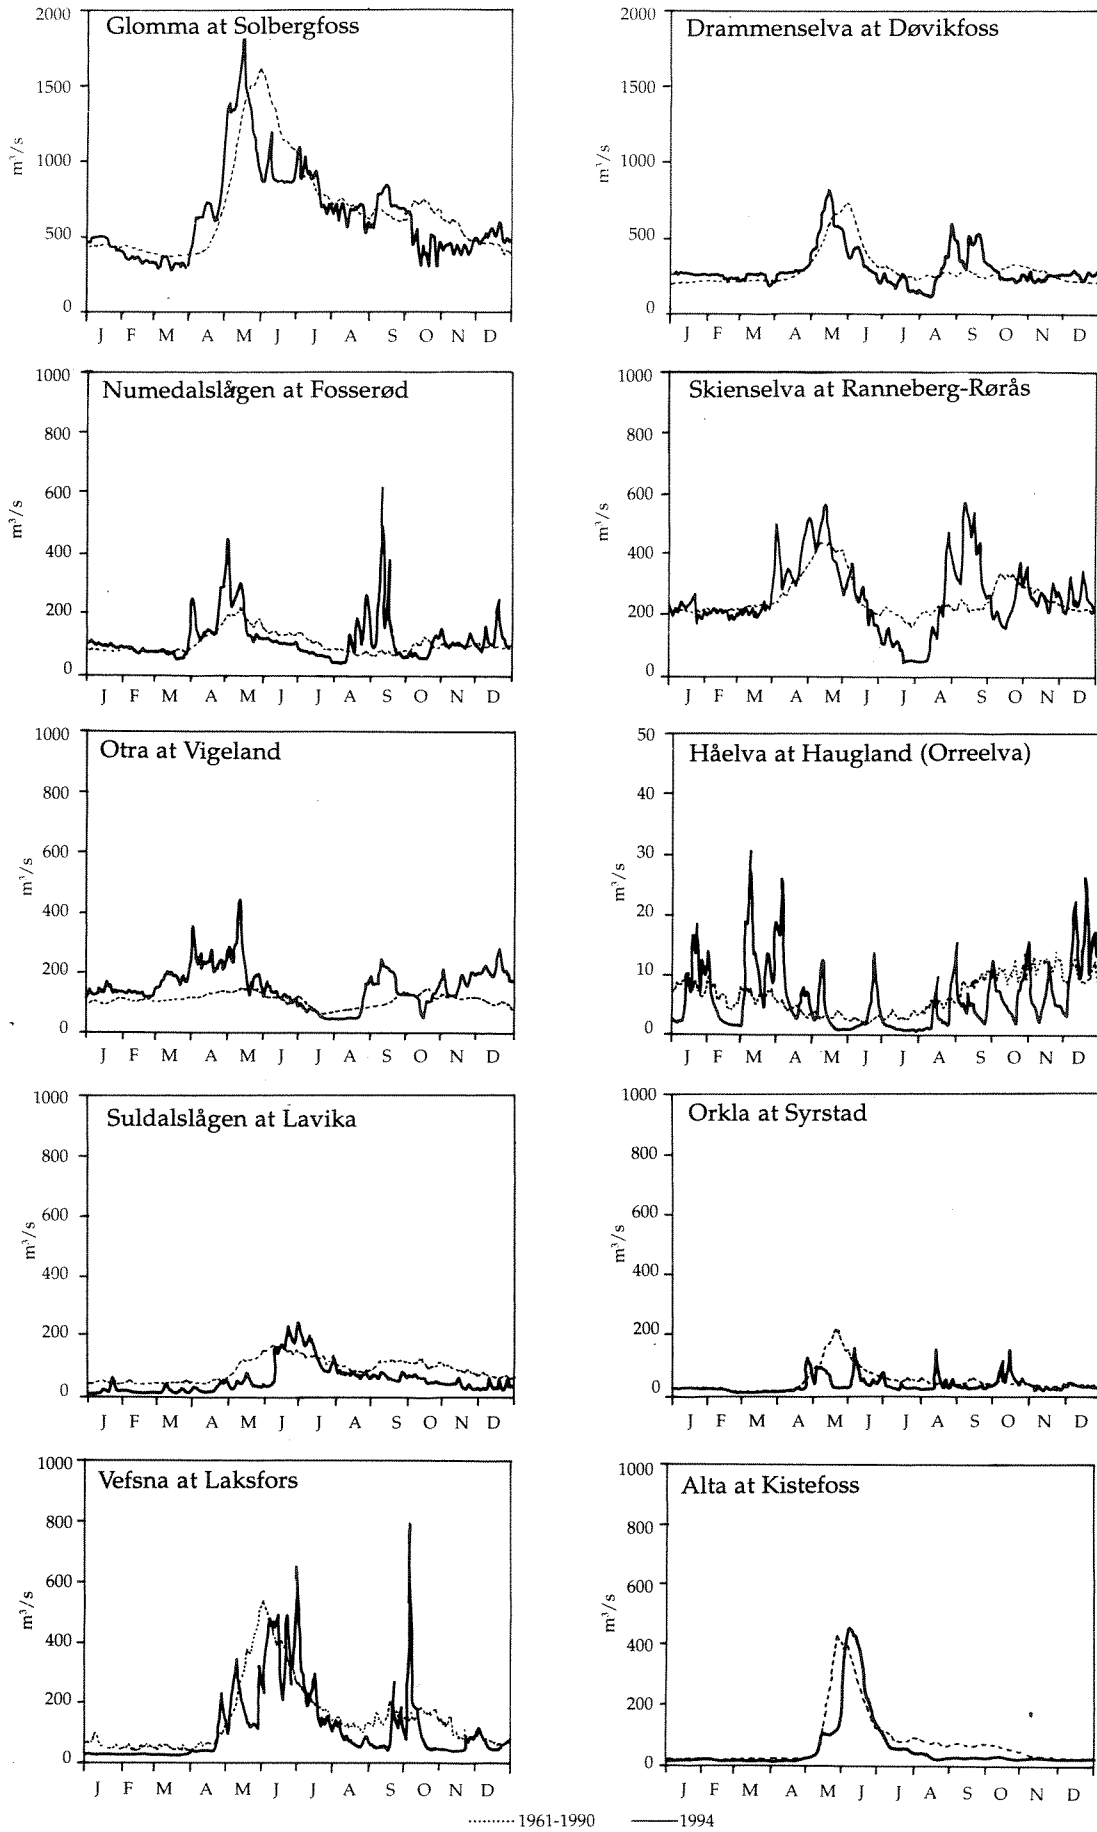 Glomma at Solbergfoss
2000
1500
1000
500
0
m³/s
J F M A M J J A S O N D
Drammenselva at Døvikfoss
2000
1500
1000
500
0
m³/s
J F M A M J J A S O N D
Numedalslågen at Fosserød
1000
800
600
400
200
0
m³/s
J F M A M J J A S O N D
Skienselva at Ranneberg-Rørås
1000
800
600
400
200
0
m³/s
J F M A M J J A S O N D
Otra at Vigeland
1000
800
600
400
200
0
m³/s
J F M A M J J A S O N D
Håelva at Haugland (Orreelva)
50
40
30
20
10
0
m³/s
J F M A M J J A S O N D
Suldalslågen at Lavika
1000
800
600
400
200
0
m³/s
J F M A M J J A S O N D
Orkla at Syrstad
1000
800
600
400
200
0
m³/s
J F M A M J J A S O N D
Vefsna at Laksfors
1000
800
600
400
200
0
m³/s
J F M A M J J A S O N D
Alta at Kistefoss
1000
800
600
400
200
0
m³/s
J F M A M J J A S O N D
1961-1990 1994